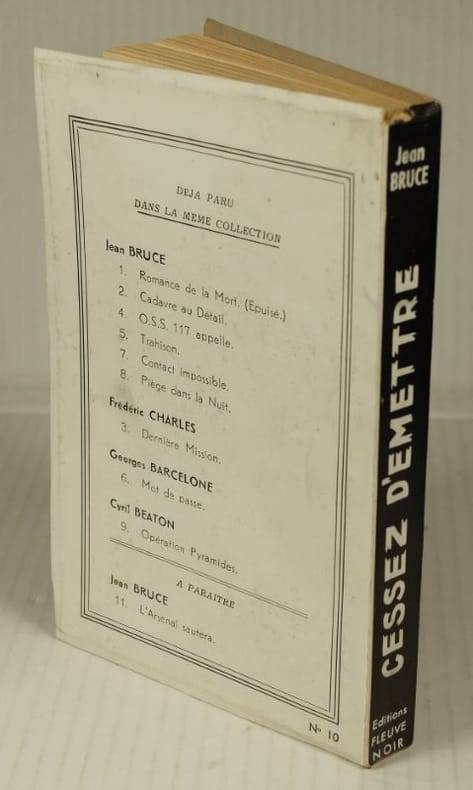 DEJA PARU
DANS LA MEME COLLECTION
Jean BRUCE
1. Romance de la Mort. (Epuisé.)
2. Cadavre au Détail.
4. O.S.S. 117 appelle.
5. Trahison.
7. Contact impossible.
8. Piège dans la Nuit.
Frédéric CHARLES
3. Dernière Mission.
Georges BARCELONE
6. Mot de passe.
Cyril BEATON
9. Opération Pyramides.
A PARAITRE
Jean BRUCE
11. L'Arsenal sautera.
N° 10
Jean
BRUCE
CESSEZ D'EMETTRE
Editions
FLEUVE
NOIR